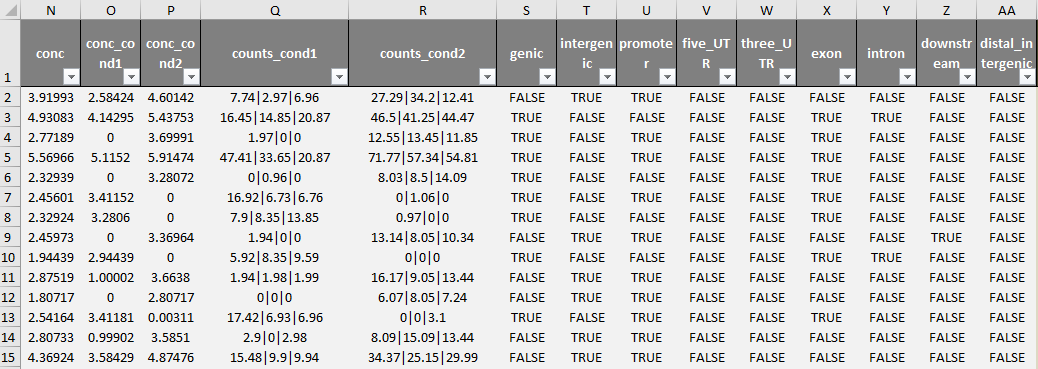 N O P Q R S T U V W X Y Z AA
1 conc conc_cond1 conc_cond2 counts_cond1 counts_cond2 genic intergenic promoter five_UTR three_UTR exon intron downstream distal_intergenic
2 3.91993 2.58424 4.60142 7.74|2.97|6.96 27.29|34.2|12.41 FALSE TRUE TRUE FALSE FALSE FALSE FALSE FALSE FALSE
3 4.93083 4.14295 5.43753 16.45|14.85|20.87 46.5|41.25|44.47 TRUE FALSE FALSE FALSE FALSE TRUE TRUE FALSE FALSE
4 2.77189 0 3.69991 1.97|0|0 12.55|13.45|11.85 TRUE FALSE TRUE FALSE FALSE FALSE FALSE FALSE FALSE
5 5.56966 5.1152 5.91474 47.41|33.65|20.87 71.77|57.34|54.81 TRUE FALSE TRUE FALSE FALSE TRUE FALSE FALSE FALSE
6 2.32939 0 3.28072 0|0.96|0 8.03|8.5|14.09 TRUE FALSE FALSE FALSE FALSE TRUE FALSE FALSE FALSE
7 2.45601 3.41152 0 16.92|6.73|6.76 0|1.06|0 TRUE FALSE TRUE FALSE FALSE TRUE FALSE FALSE FALSE
8 2.32924 3.2806 0 7.9|8.35|13.85 0.97|0|0 TRUE FALSE FALSE FALSE FALSE TRUE FALSE FALSE FALSE
9 2.45973 0 3.36964 1.94|0|0 13.14|8.05|10.34 FALSE FALSE TRUE FALSE FALSE FALSE FALSE TRUE FALSE
10 1.94439 2.94439 0 5.92|8.35|9.59 0|0|0 TRUE FALSE FALSE FALSE FALSE TRUE TRUE FALSE FALSE
11 2.87519 1.00002 3.6638 1.94|1.98|1.99 16.17|9.05|13.44 FALSE TRUE TRUE FALSE FALSE FALSE FALSE FALSE FALSE
12 1.80717 0 2.80717 0|0|0 6.07|8.05|7.24 FALSE TRUE TRUE FALSE FALSE FALSE FALSE FALSE FALSE
13 2.54164 3.41181 0.00311 17.42|6.93|6.96 0|0|3.1 TRUE FALSE TRUE FALSE FALSE TRUE FALSE FALSE FALSE
14 2.80733 0.99902 3.5851 2.9|0|2.98 8.09|15.09|13.44 FALSE TRUE TRUE FALSE FALSE FALSE FALSE FALSE FALSE
15 4.36924 3.58429 4.87476 15.48|9.9|9.94 34.37|25.15|29.99 FALSE TRUE TRUE FALSE FALSE FALSE FALSE FALSE FALSE